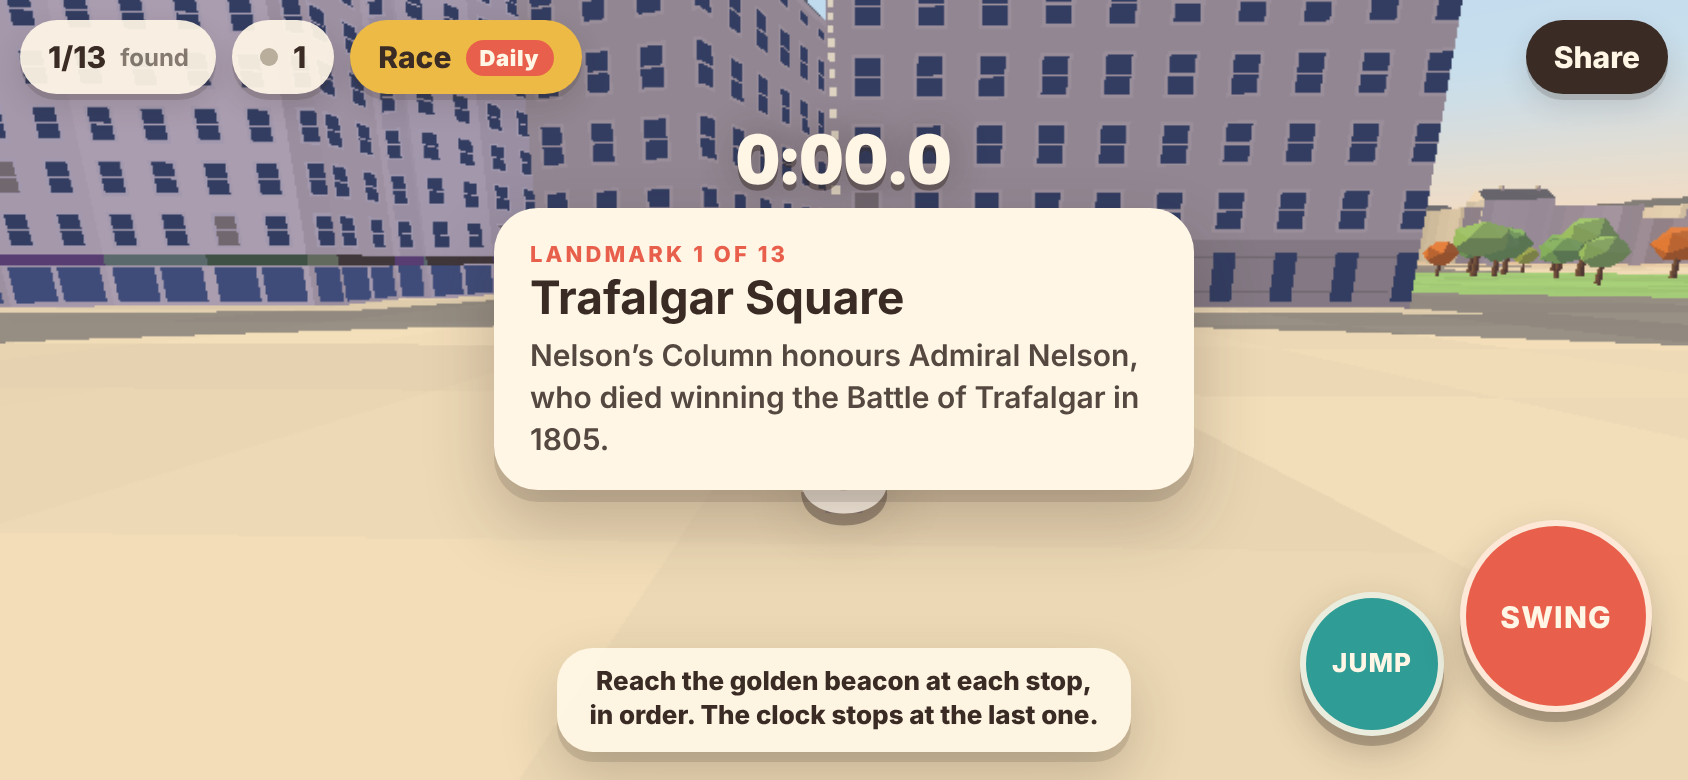 1/13 found
1
Race Daily
Share
0:00.0
LANDMARK 1 OF 13
Trafalgar Square
Nelson’s Column honours Admiral Nelson,
who died winning the Battle of Trafalgar in
1805.
SWING
JUMP
Reach the golden beacon at each stop,
in order. The clock stops at the last one.